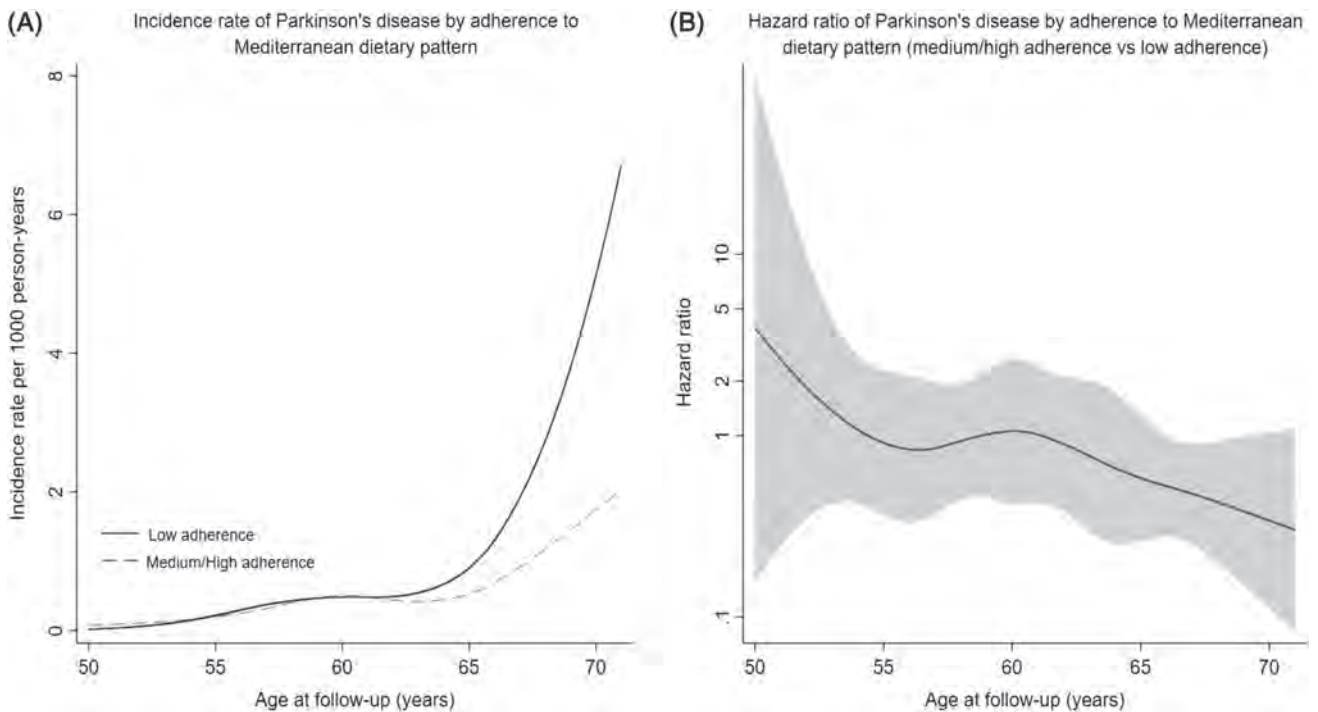 (A) Incidence rate of Parkinson's disease by adherence to
Mediterranean dietary pattern
Incidence rate per 1000 person-years
8
6
4
2
0
Low adherence
Medium/High adherence
50 55 60 65 70
Age at follow-up (years)
(B) Hazard ratio of Parkinson's disease by adherence to Mediterranean
dietary pattern (medium/high adherence vs low adherence)
Hazard ratio
10
5
2
1
.1
50 55 60 65 70
Age at follow-up (years)